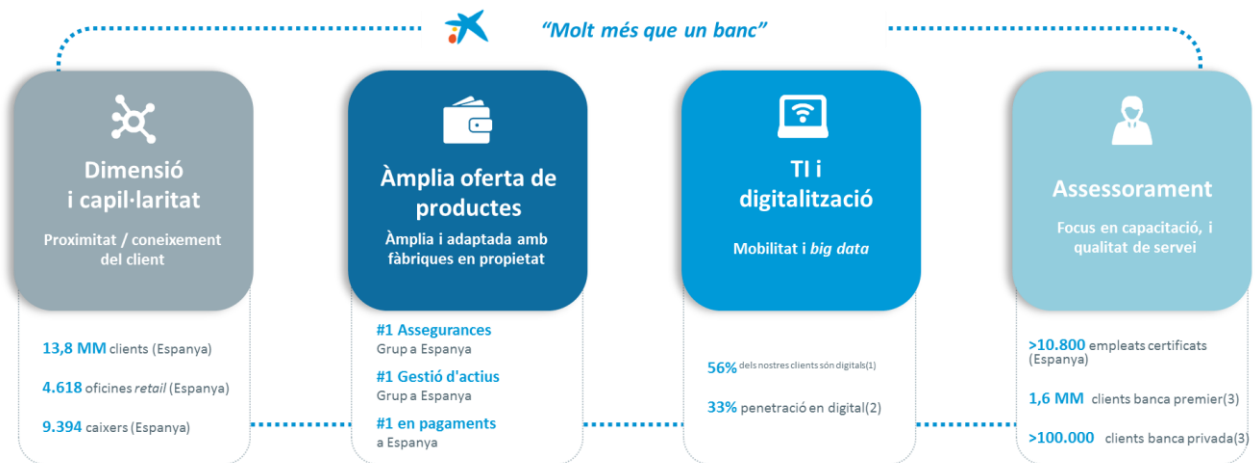 “Molt més que un banc”
Dimensió
i capil·laritat
Proximitat / coneixement
del client
13,8 MM clients (Espanya)
4.618 oficines retail (Espanya)
9.394 caixers (Espanya)
Àmplia oferta de
productes
Àmplia i adaptada amb
fàbriques en propietat
#1 Assegurances
Grup a Espanya
#1 Gestió d'actius
Grup a Espanya
#1 en pagaments
a Espanya
TI i
digitalització
Mobilitat i big data
56% dels nostres clients són digitals(1)
33% penetració en digital(2)
Assessorament
Focus en capacitació, i
qualitat de servei
>10.800 empleats certificats
(Espanya)
1,6 MM clients banca premier(3)
>100.000 clients banca privada(3)